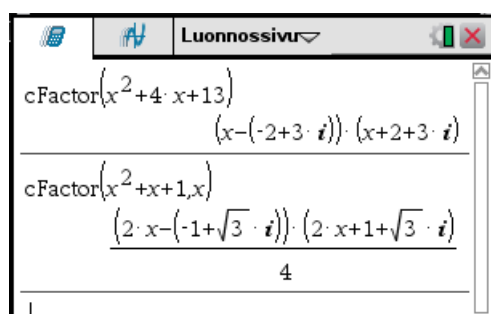 Luonnossivu
cFactor(x²+4·x+13)
(x−(-2+3·i))·(x+2+3·i)
cFactor(x²+x+1,x)
(2·x−(-1+√3·i))·(2·x+1+√3·i)
4